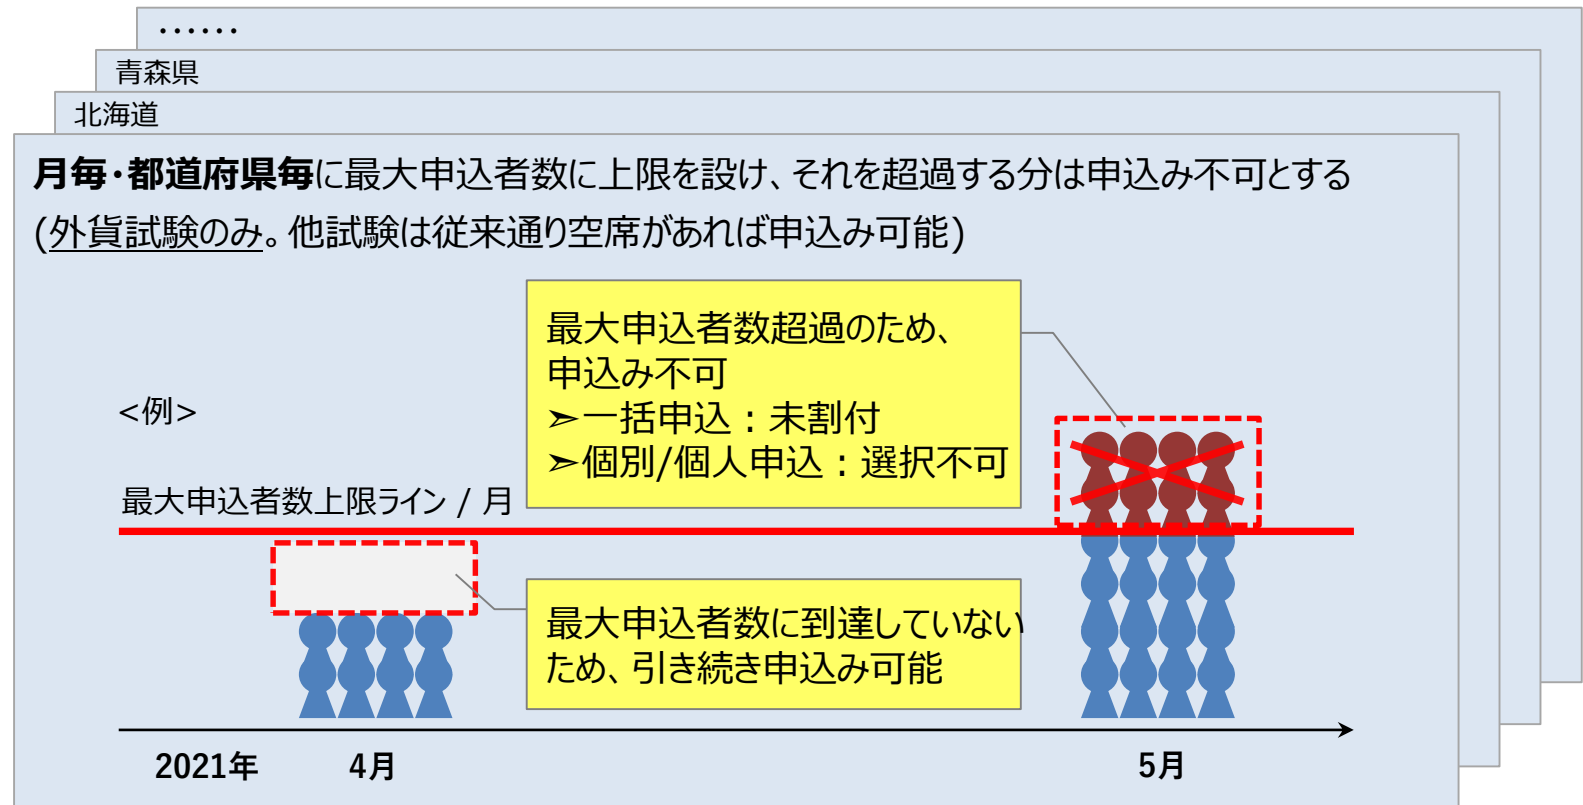 ……
青森県
北海道
月毎・都道府県毎に最大申込者数に上限を設け、それを超過する分は申込み不可とする
(外貨試験のみ。他試験は従来通り空席があれば申込み可能)
最大申込者数超過のため、
申込み不可
➢一括申込：未割付
➢個別/個人申込：選択不可
<例>
最大申込者数上限ライン / 月
最大申込者数に到達していない
ため、引き続き申込み可能
2021年 4月 5月